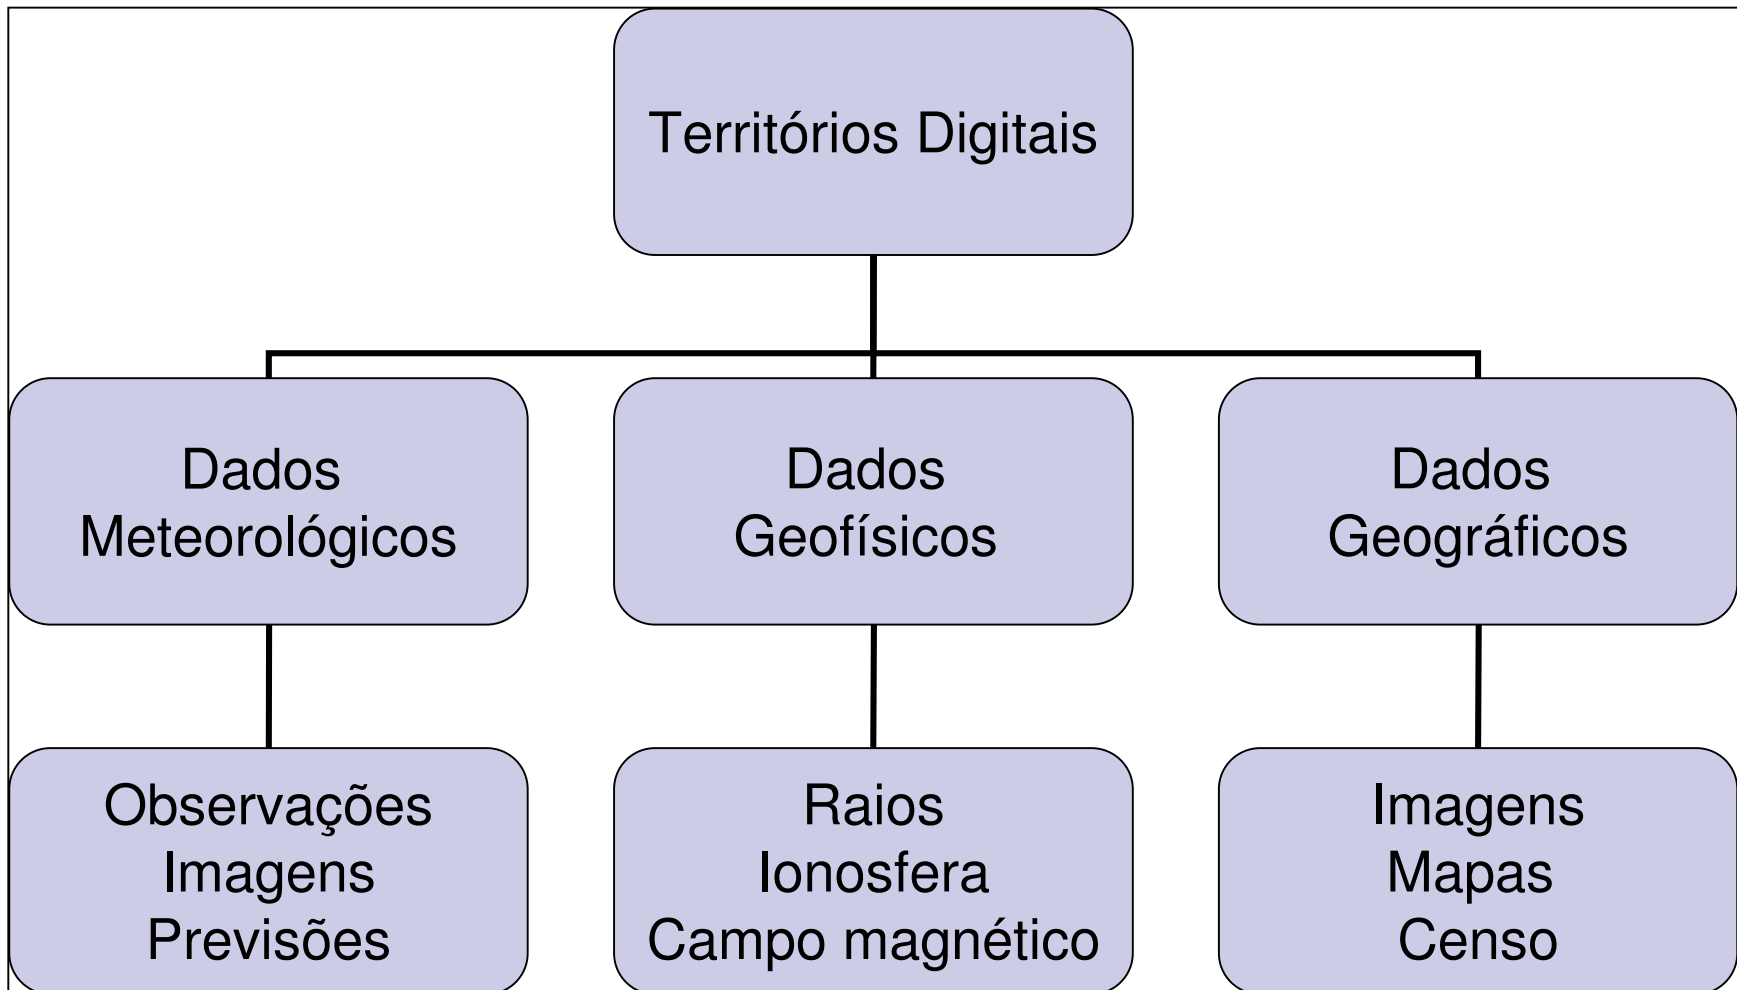 Territórios Digitais
Dados
Meteorológicos
Dados
Geofísicos
Dados
Geográficos
Observações
Imagens
Previsões
Raios
Ionosfera
Campo magnético
Imagens
Mapas
Censo